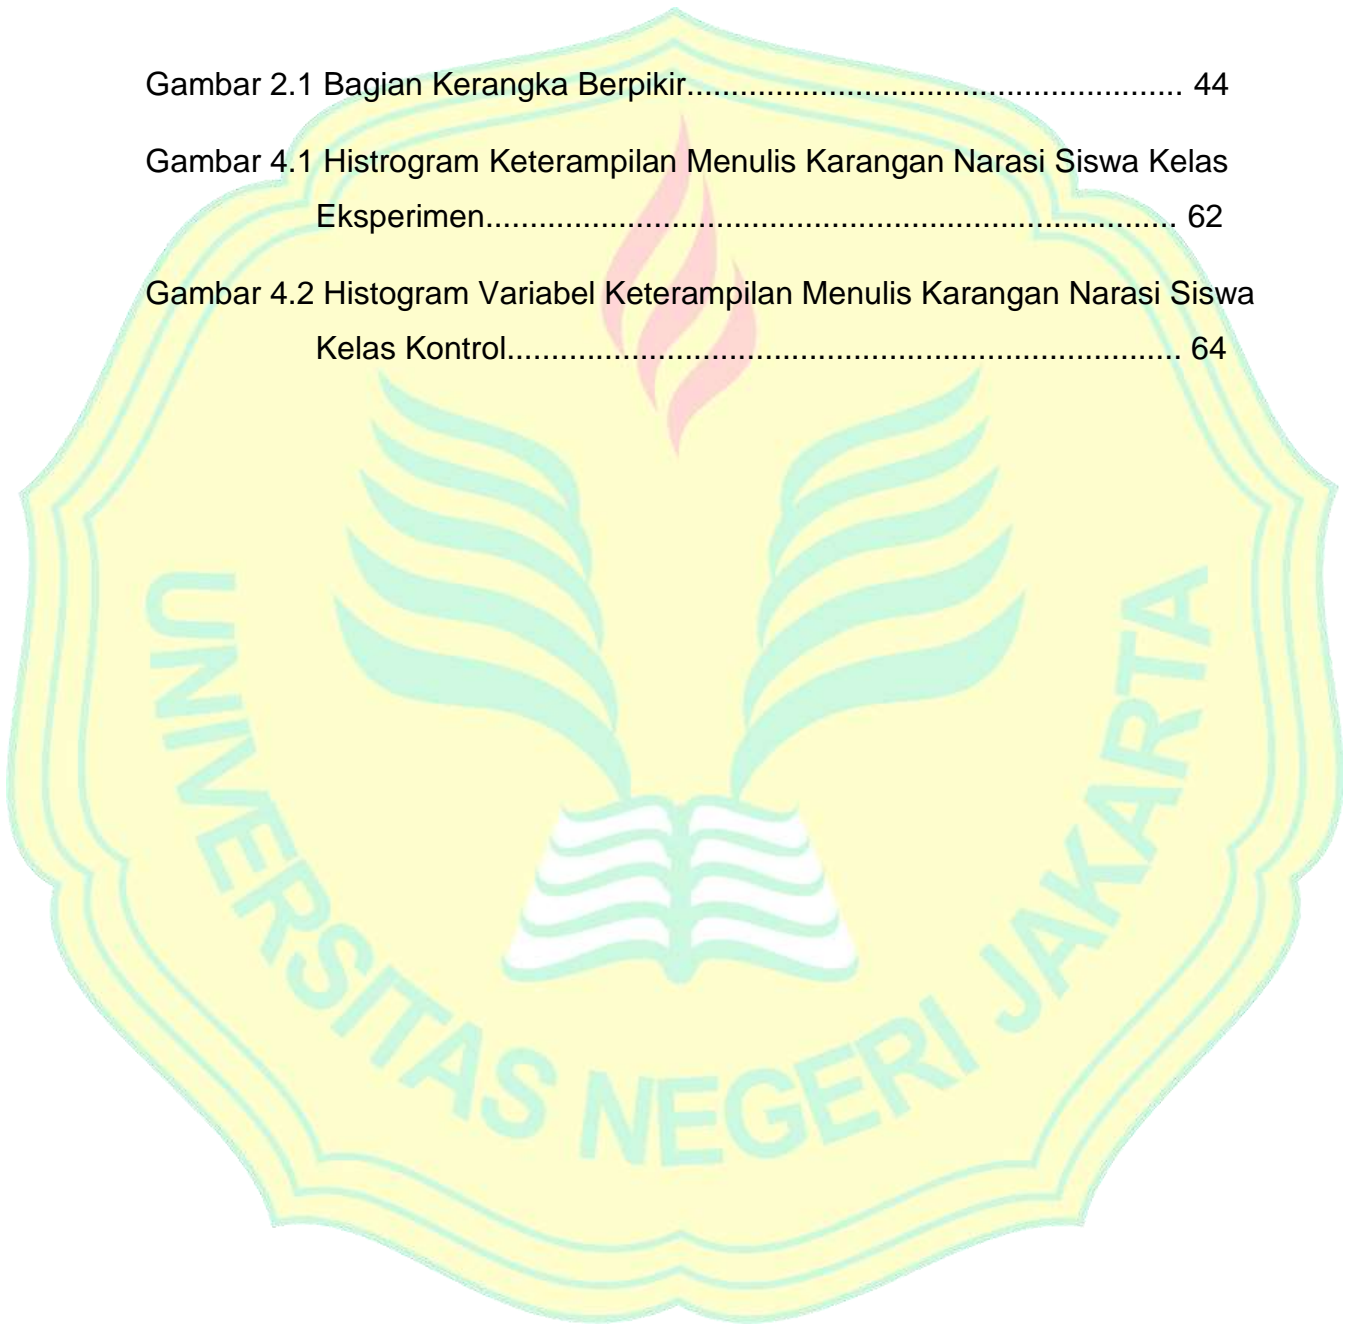 Gambar 2.1 Bagian Kerangka Berpikir........................................................ 44
Gambar 4.1 Histrogram Keterampilan Menulis Karangan Narasi Siswa Kelas
Eksperimen.............................................................................. 62
Gambar 4.2 Histogram Variabel Keterampilan Menulis Karangan Narasi Siswa
Kelas Kontrol............................................................................ 64
UNIVERSITAS NEGERI JAKARTA